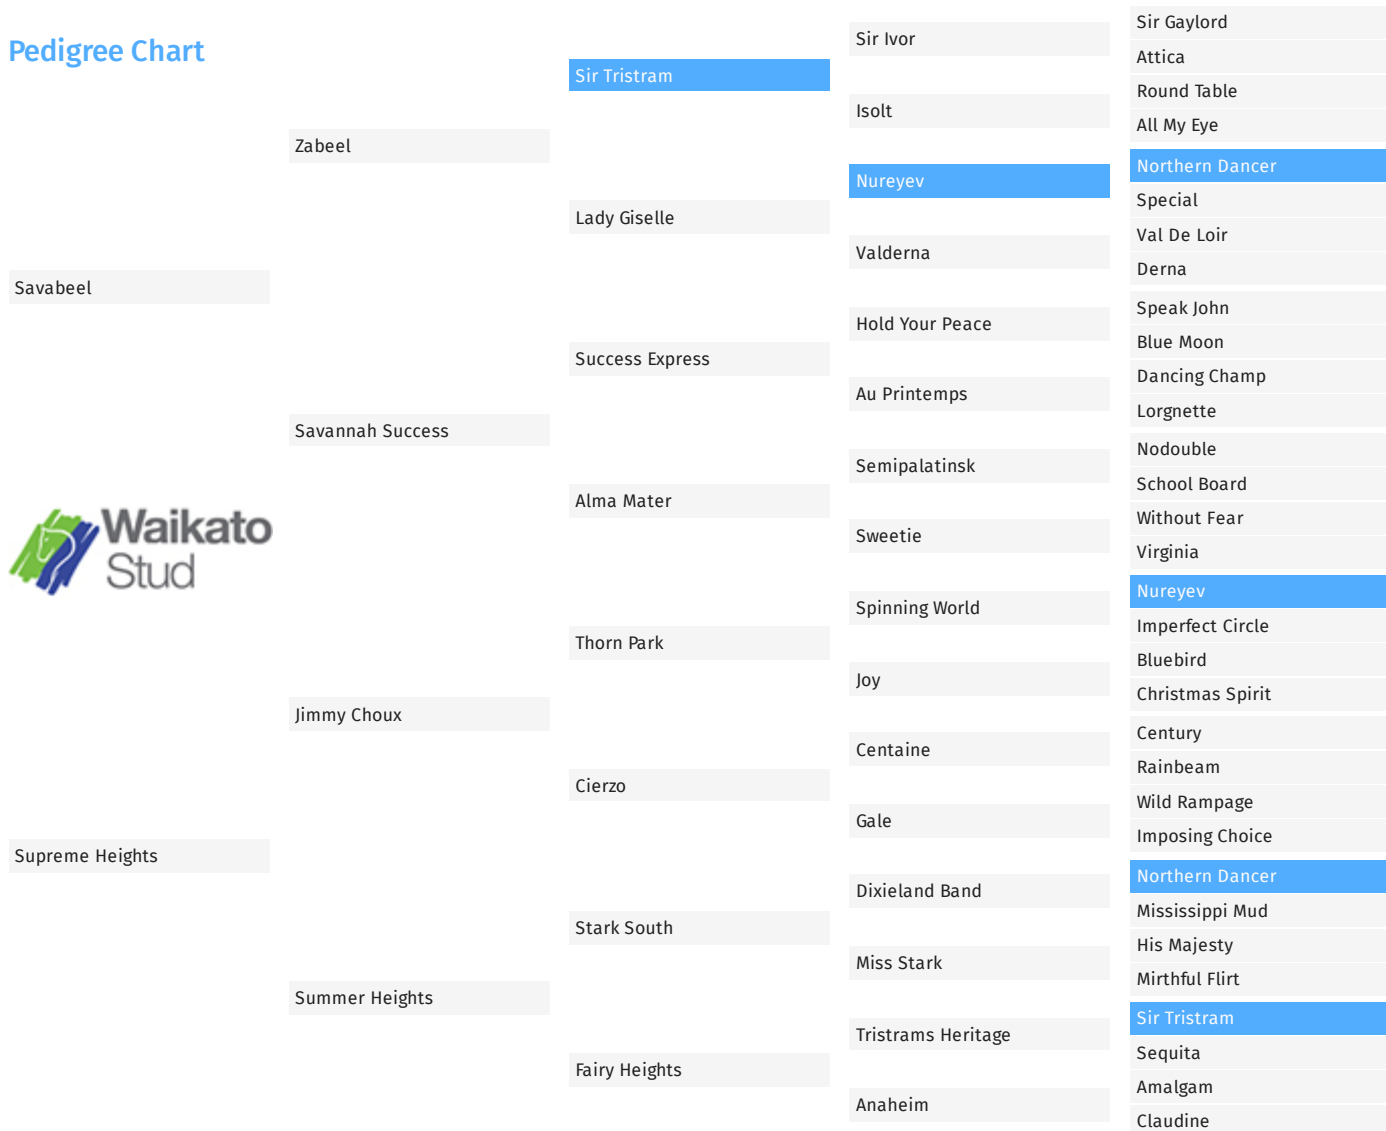 Pedigree Chart
Savabeel
Waikato
Stud
Supreme Heights
Zabeel
Savannah Success
Jimmy Choux
Summer Heights
Sir Tristram
Lady Giselle
Success Express
Alma Mater
Thorn Park
Cierzo
Stark South
Fairy Heights
Sir Ivor
Isolt
Nureyev
Valderna
Hold Your Peace
Au Printemps
Semipalatinsk
Sweetie
Spinning World
Joy
Centaine
Gale
Dixieland Band
Miss Stark
Tristrams Heritage
Anaheim
Sir Gaylord
Attica
Round Table
All My Eye
Northern Dancer
Special
Val De Loir
Derna
Speak John
Blue Moon
Dancing Champ
Lorgnette
Nodouble
School Board
Without Fear
Virginia
Nureyev
Imperfect Circle
Bluebird
Christmas Spirit
Century
Rainbeam
Wild Rampage
Imposing Choice
Northern Dancer
Mississippi Mud
His Majesty
Mirthful Flirt
Sir Tristram
Sequita
Amalgam
Claudine